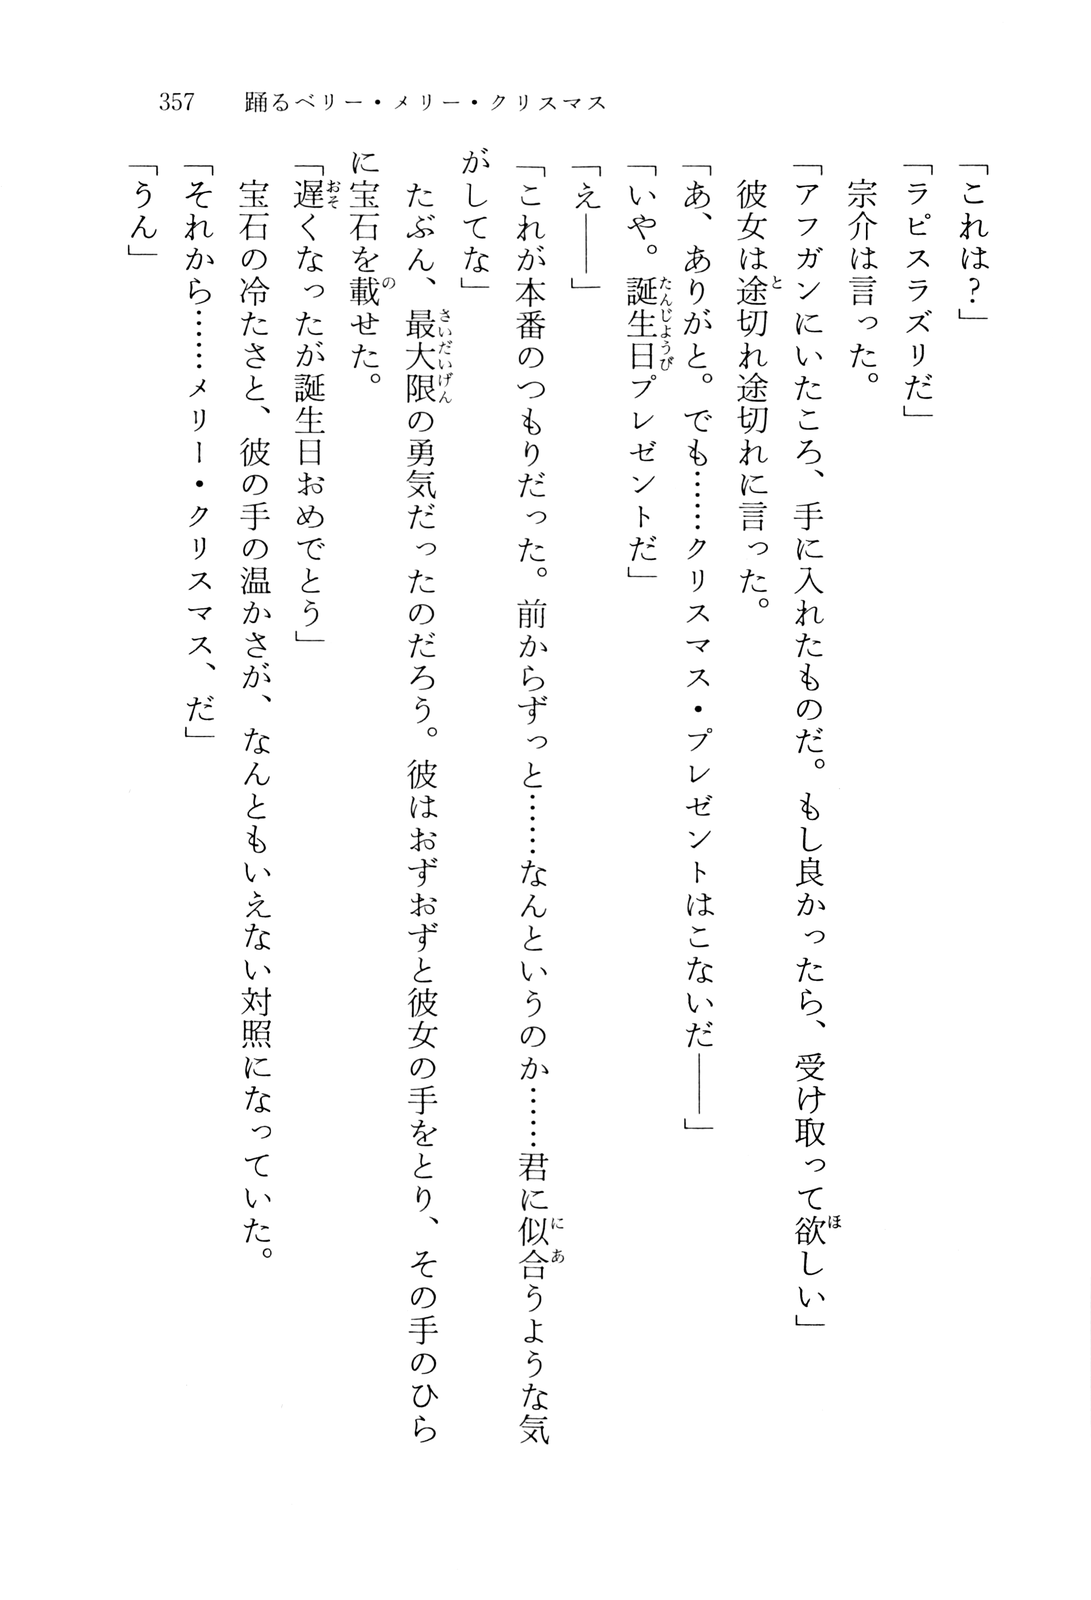 357　踊るベリー・メリー・クリスマス
「これは？」
「ラピスラズリだ」
　宗介は言った。
「アフガンにいたころ、手に入れたものだ。もし良かったら、受け取って欲しい」
　彼女は途切れ途切れに言った。
「あ、ありがと。でも……クリスマス・プレゼントはこないだ――」
「いや。誕生日プレゼントだ」
「え――」
「これが本番のつもりだった。前からずっと……なんというのか……君に似合うような気
がしてな」
　たぶん、最大限の勇気だったのだろう。彼はおずおずと彼女の手をとり、その手のひら
に宝石を載せた。
「遅くなったが誕生日おめでとう」
　宝石の冷たさと、彼の手の温かさが、なんともいえない対照になっていた。
「それから……メリー・クリスマス、だ」
「うん」